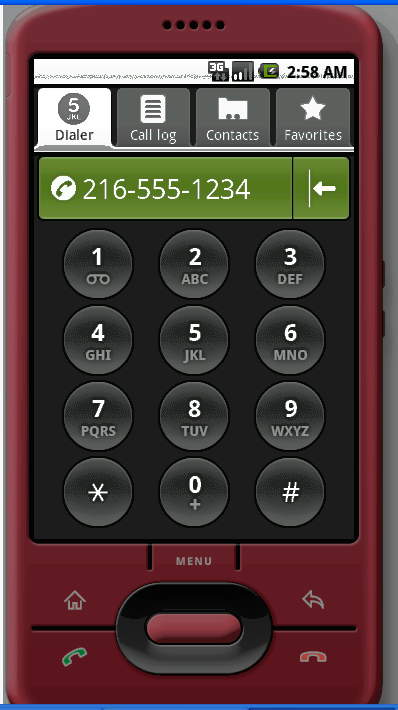 3G 2:58 AM
5
JKL
Dialer Call log Contacts Favorites
216-555-1234
1 2 3
ABC DEF
4 5 6
GHI JKL MNO
7 8 9
PQRS TUV WXYZ
* 0 #
+
MENU